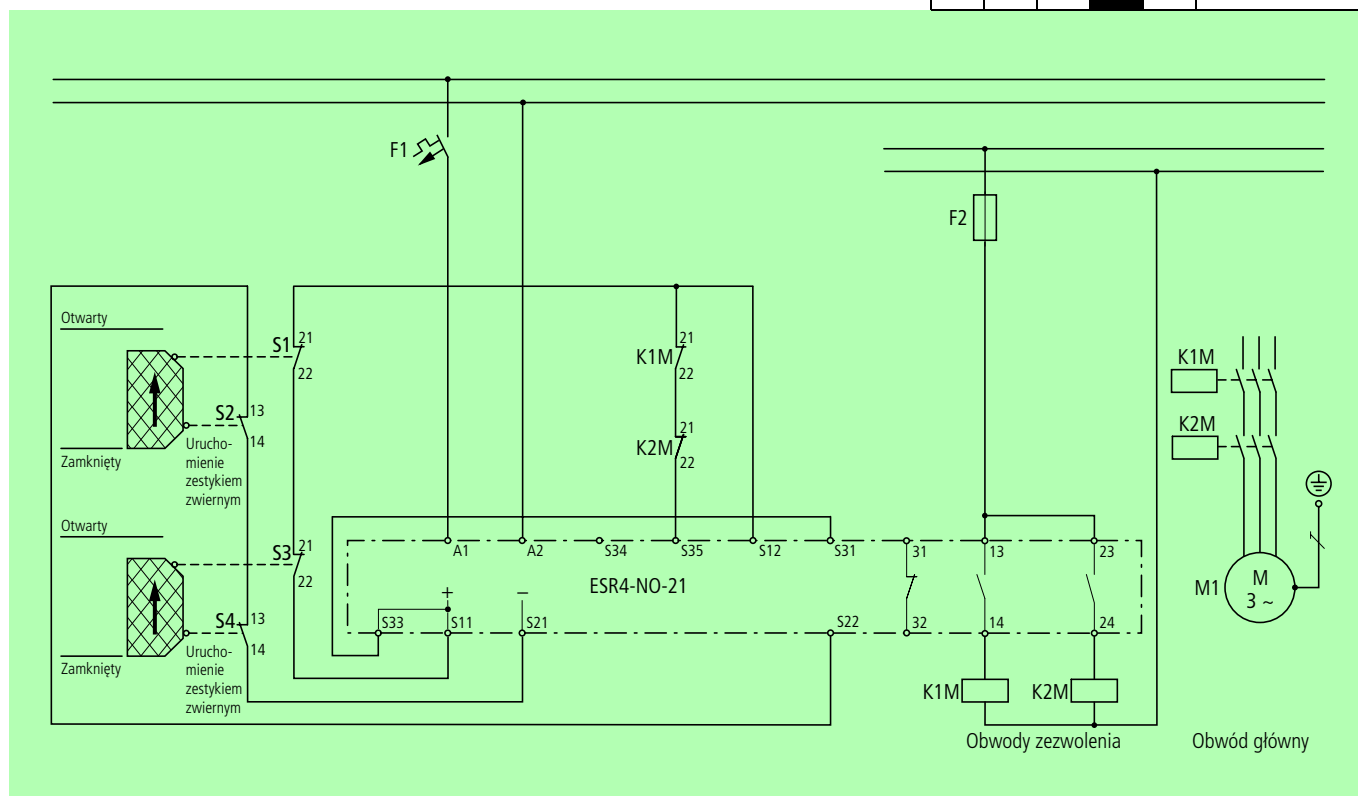 F1
F2
Otwarty
S1
21
22
S2
13
14
Zamknięty
Urucho-
mienie
zestykiem
zwiernym
K1M
21
22
K2M
21
22
K1M
K2M
Otwarty
S3
21
22
S4
13
14
Zamknięty
Urucho-
mienie
zestykiem
zwiernym
A1
A2
S34
S35
S12
S31
31
13
23
ESR4-NO-21
+
–
S33
S11
S21
S22
32
14
24
M1
M
3 ~
K1M
K2M
Obwody zezwolenia
Obwód główny